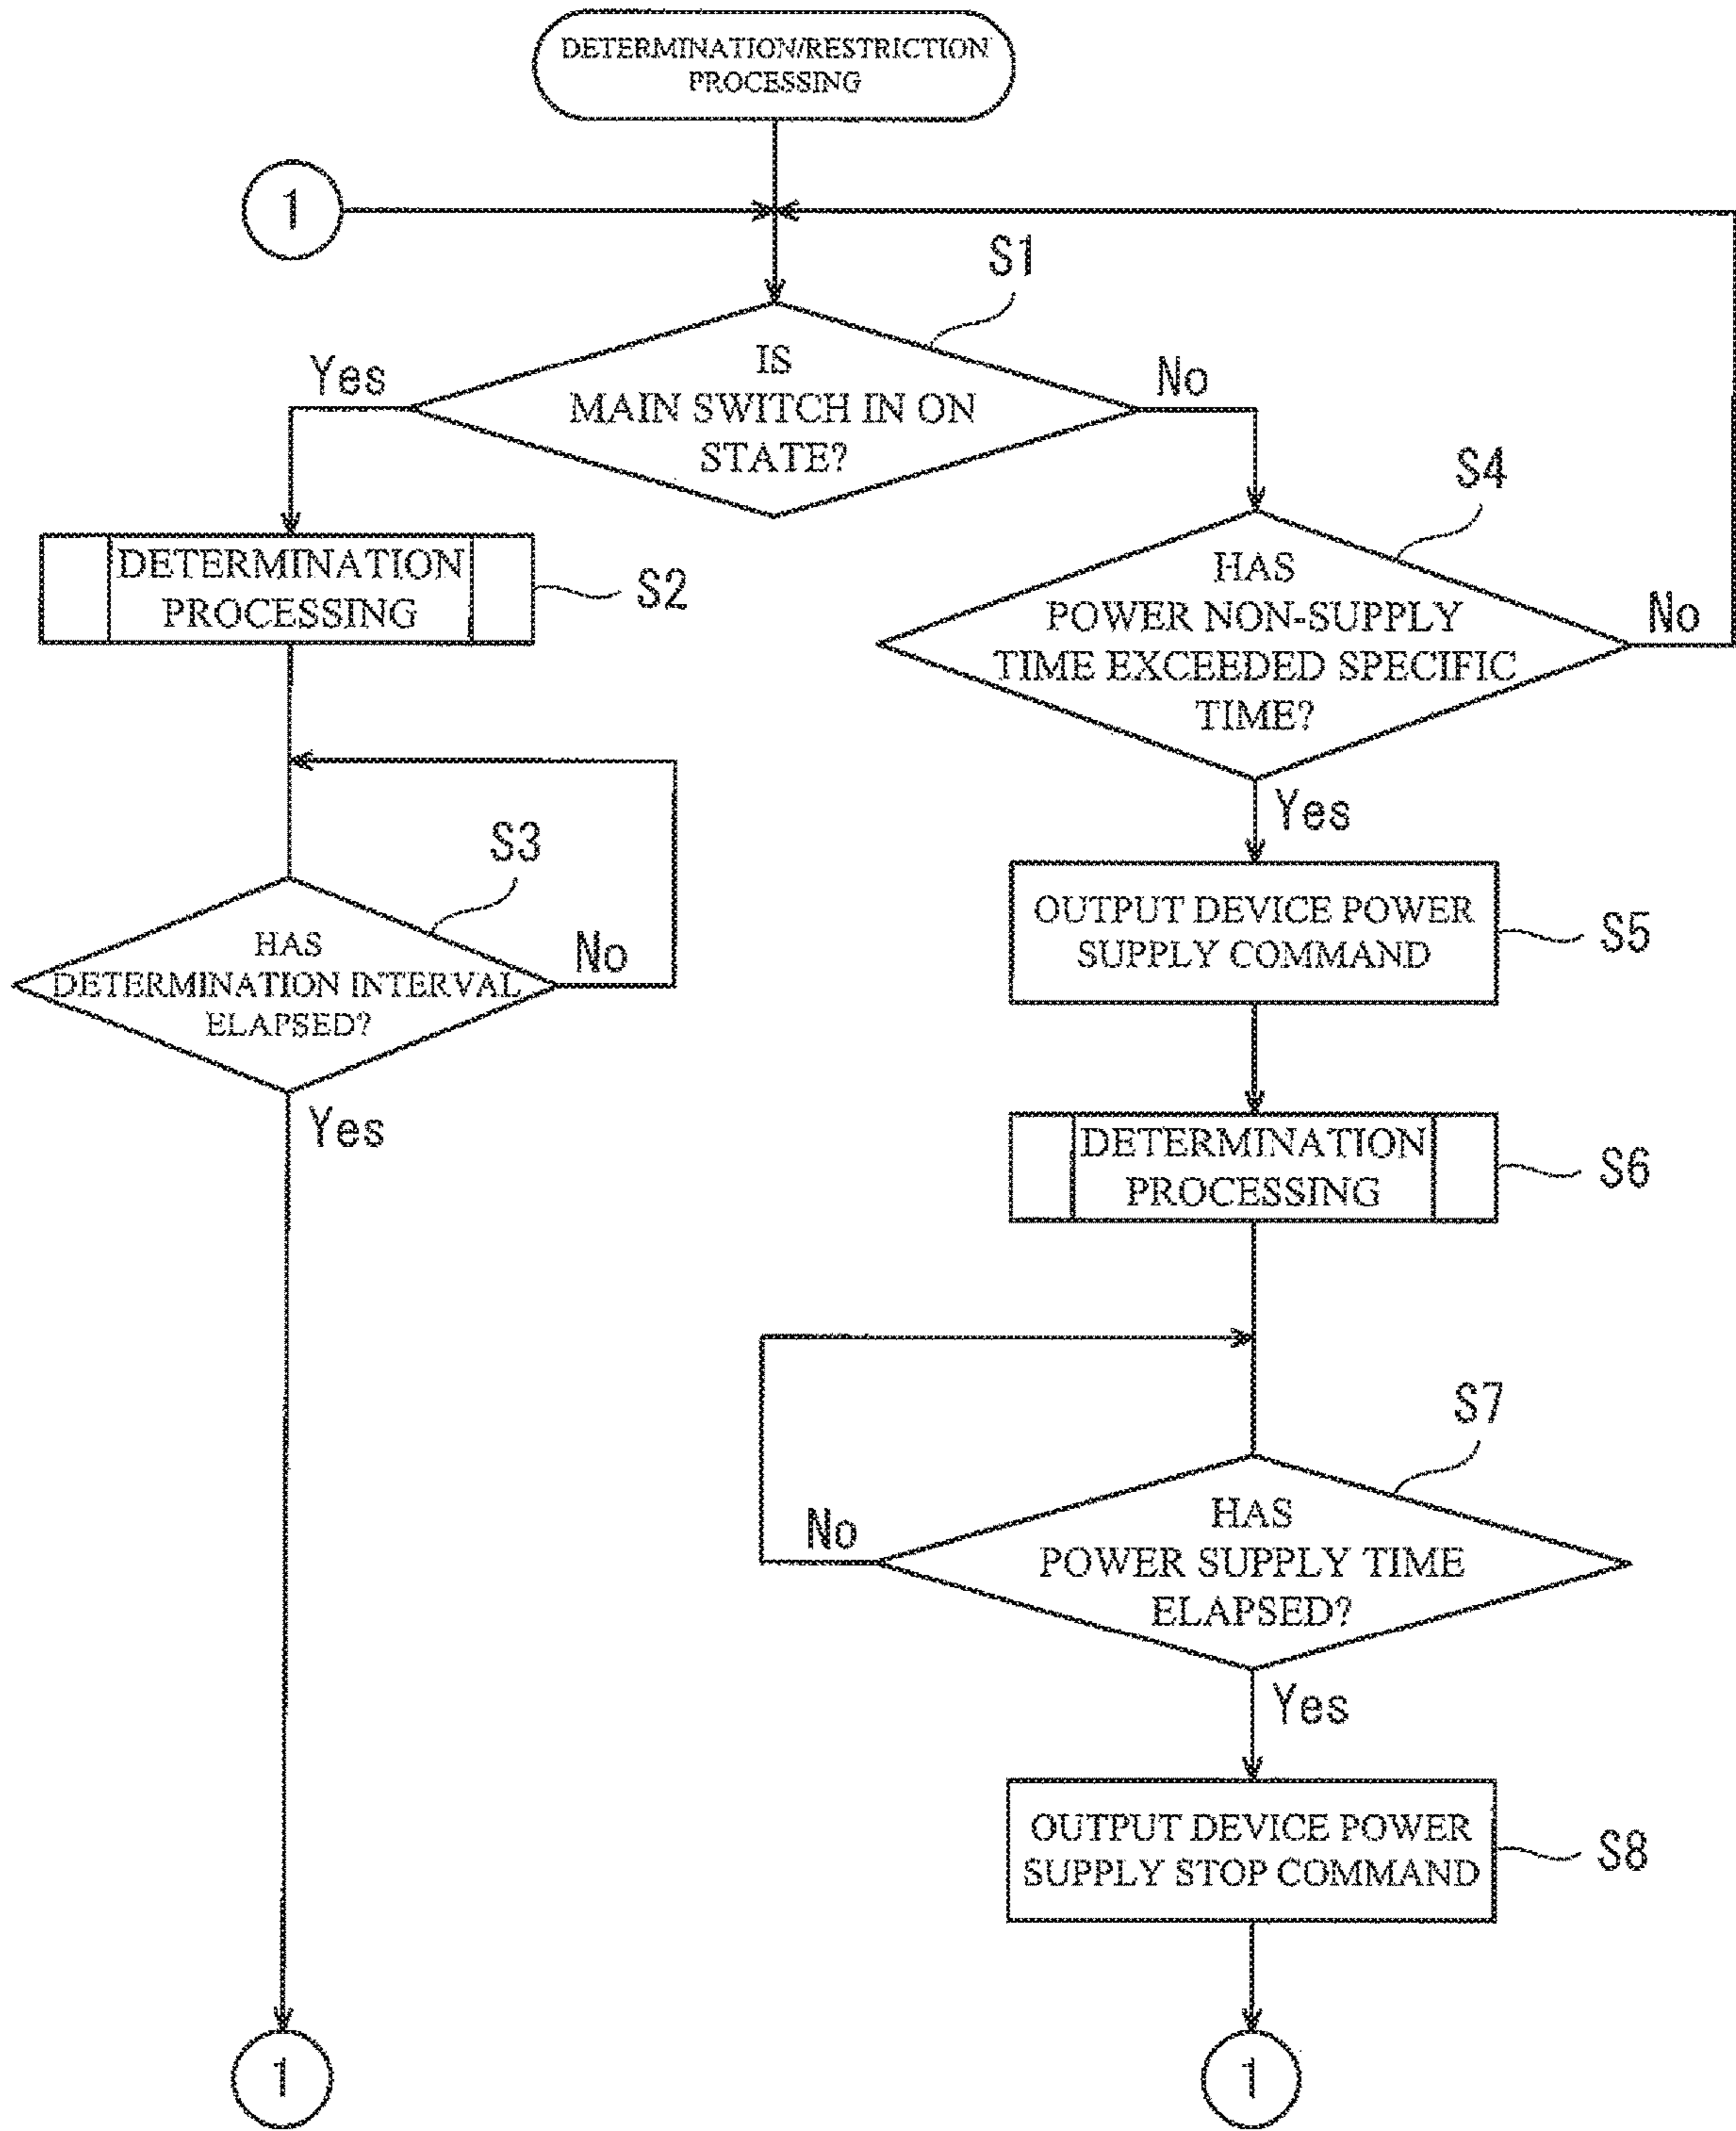 DETERMINATION/RESTRICTION
PROCESSING
1
S1
IS
MAIN SWITCH IN ON
STATE?
Yes
No
S2
DETERMINATION
PROCESSING
S3
HAS
DETERMINATION INTERVAL
ELAPSED?
No
Yes
1
S4
HAS
POWER NON-SUPPLY
TIME EXCEEDED SPECIFIC
TIME?
No
Yes
OUTPUT DEVICE POWER
SUPPLY COMMAND
S5
DETERMINATION
PROCESSING
S6
S7
HAS
POWER SUPPLY TIME
ELAPSED?
No
Yes
OUTPUT DEVICE POWER
SUPPLY STOP COMMAND
S8
1